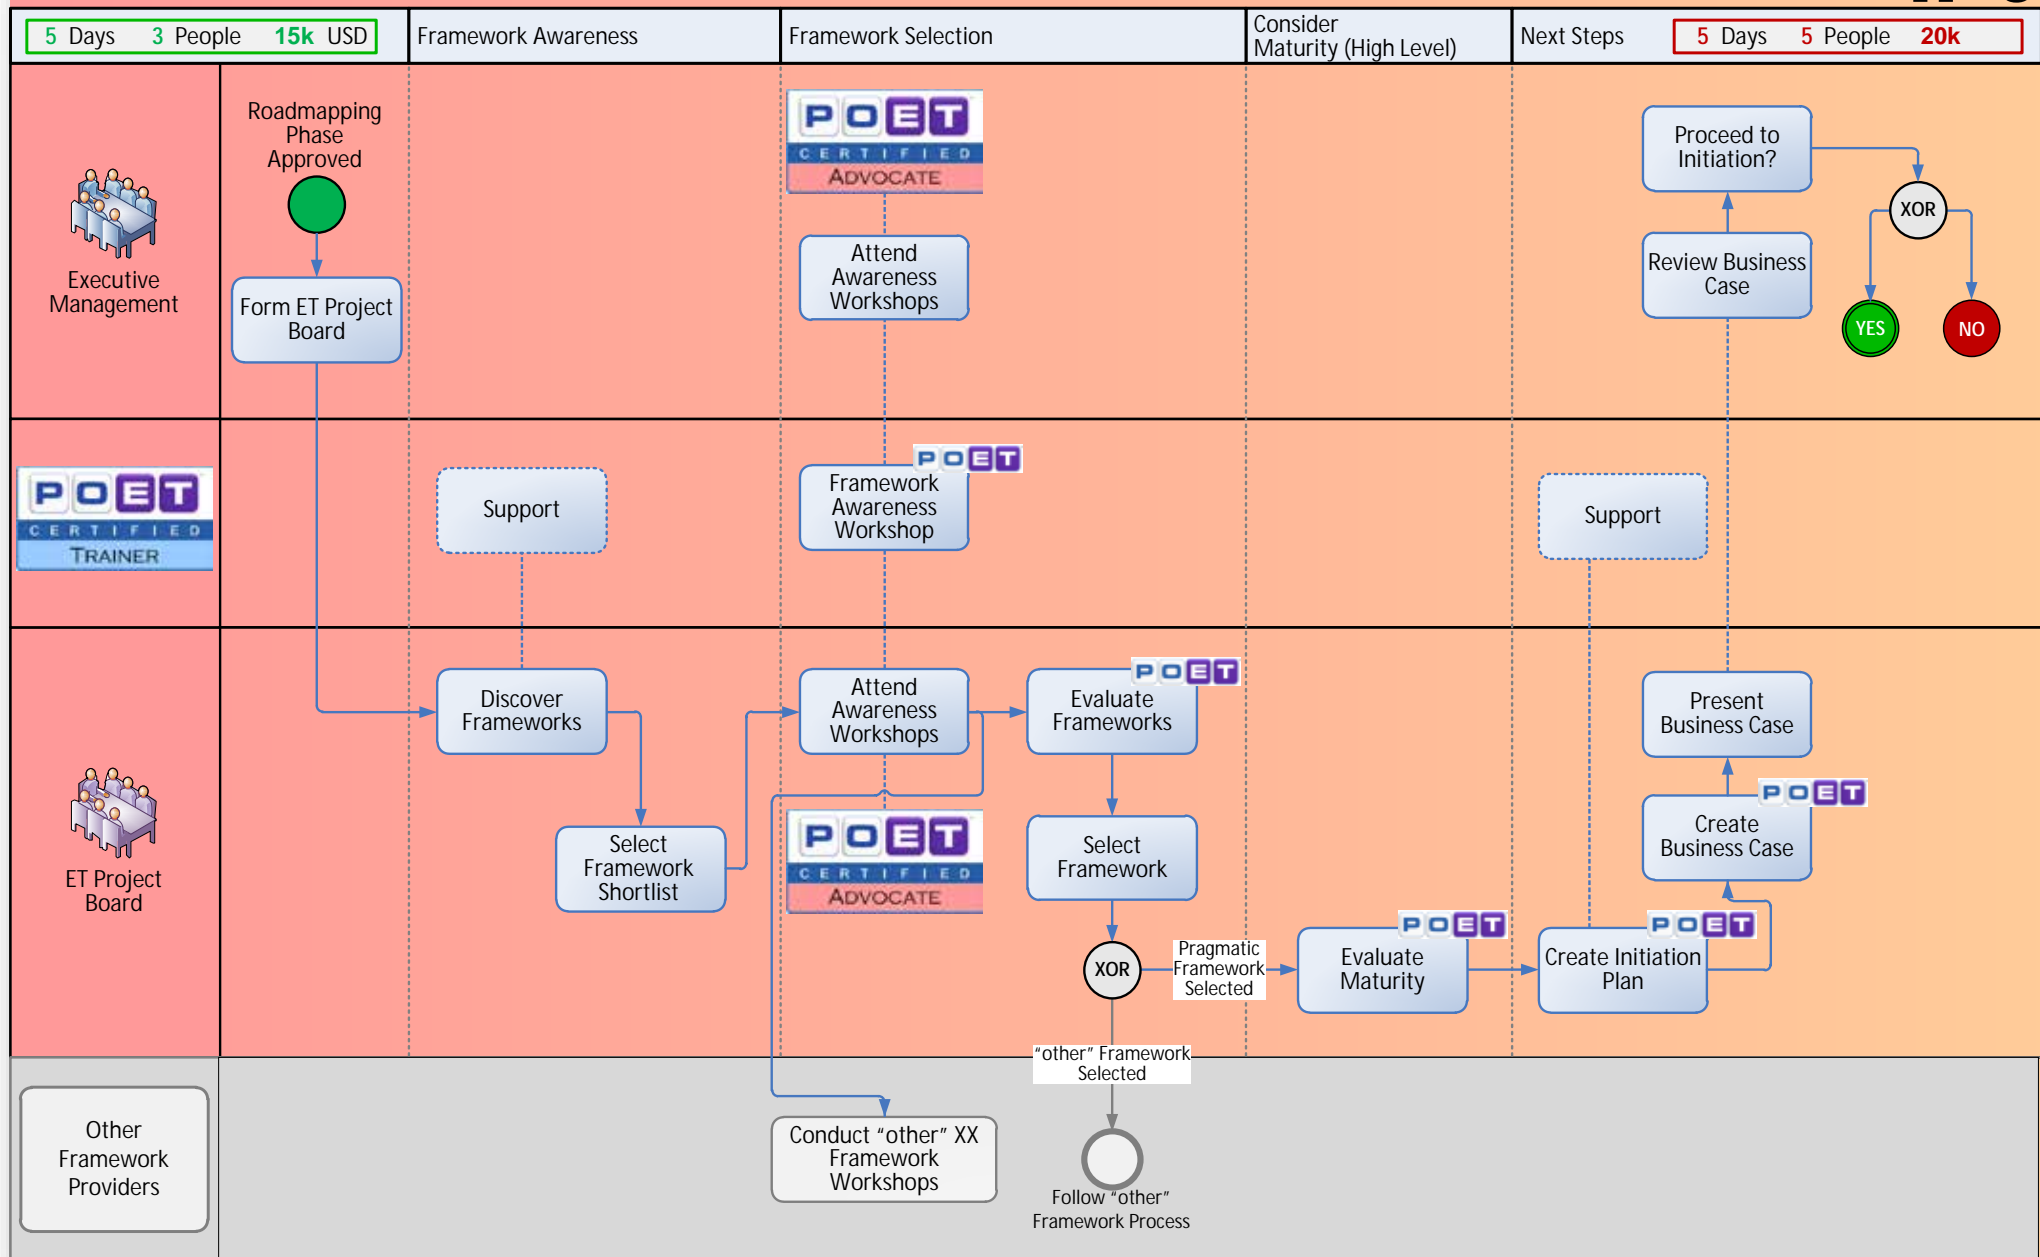 5 Days 3 People 15k USD
Framework Awareness
Framework Selection
Consider
Maturity (High Level)
Next Steps
5 Days 5 People 20k
Executive
Management
Roadmapping
Phase
Approved
Form ET Project
Board
POET
CERTIFIED
ADVOCATE
Attend
Awareness
Workshops
Proceed to
Initiation?
XOR
Review Business
Case
YES
NO
POET
CERTIFIED
TRAINER
Support
POET
Framework
Awareness
Workshop
Support
ET Project
Board
Discover
Frameworks
Select
Framework
Shortlist
Attend
Awareness
Workshops
POET
CERTIFIED
ADVOCATE
POET
Evaluate
Frameworks
Select
Framework
XOR
Pragmatic
Framework
Selected
POET
Evaluate
Maturity
POET
Create Initiation
Plan
POET
Create
Business Case
Present
Business Case
"other" Framework
Selected
Other
Framework
Providers
Conduct "other" XX
Framework
Workshops
Follow "other"
Framework Process